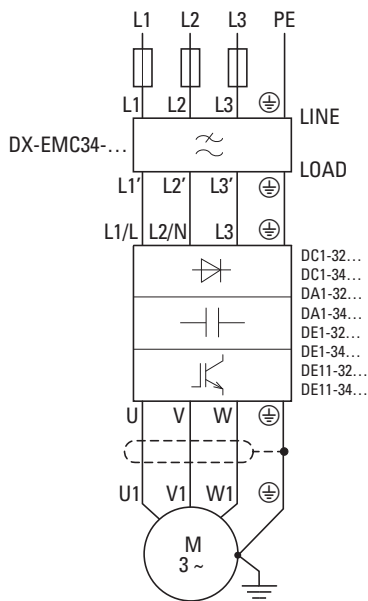 L1 L2 L3 PE
L1 L2 L3
LINE
DX-EMC34-…
LOAD
L1′ L2′ L3′
L1/L L2/N L3
DC1-32…
DC1-34…
DA1-32…
DA1-34…
DE1-32…
DE1-34…
DE11-32…
DE11-34…
U V W
U1 V1 W1
M
3 ~